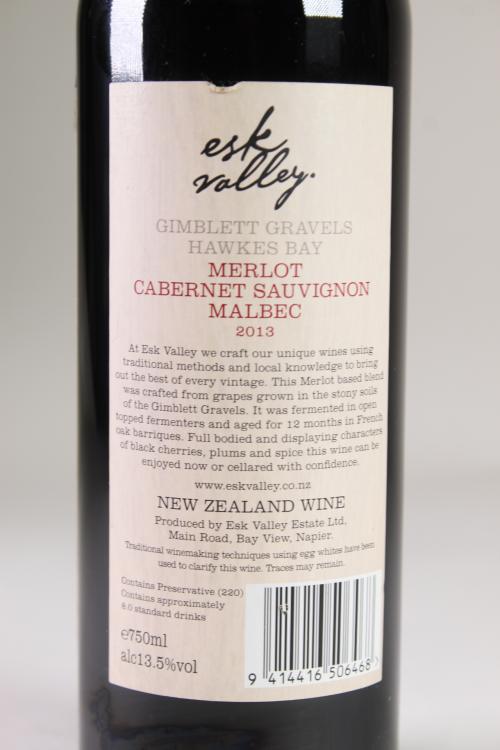 esk
valley.
GIMBLETT GRAVELS
HAWKES BAY
MERLOT
CABERNET SAUVIGNON
MALBEC
2013
At Esk Valley we craft our unique wines using
traditional methods and local knowledge to bring
out the best of every vintage. This Merlot based blend
was crafted from grapes grown in the stony soils
of the Gimblett Gravels. It was fermented in open
topped fermenters and aged for 12 months in French
oak barriques. Full bodied and displaying characters
of black cherries, plums and spice this wine can be
enjoyed now or cellared with confidence.
www.eskvalley.co.nz
NEW ZEALAND WINE
Produced by Esk Valley Estate Ltd,
Main Road, Bay View, Napier.
Traditional winemaking techniques using egg whites have been
used to clarify this wine. Traces may remain.
Contains Preservative (220)
Contains approximately
8.0 standard drinks
℮750ml
alc13.5%vol
9 414416 506468 >